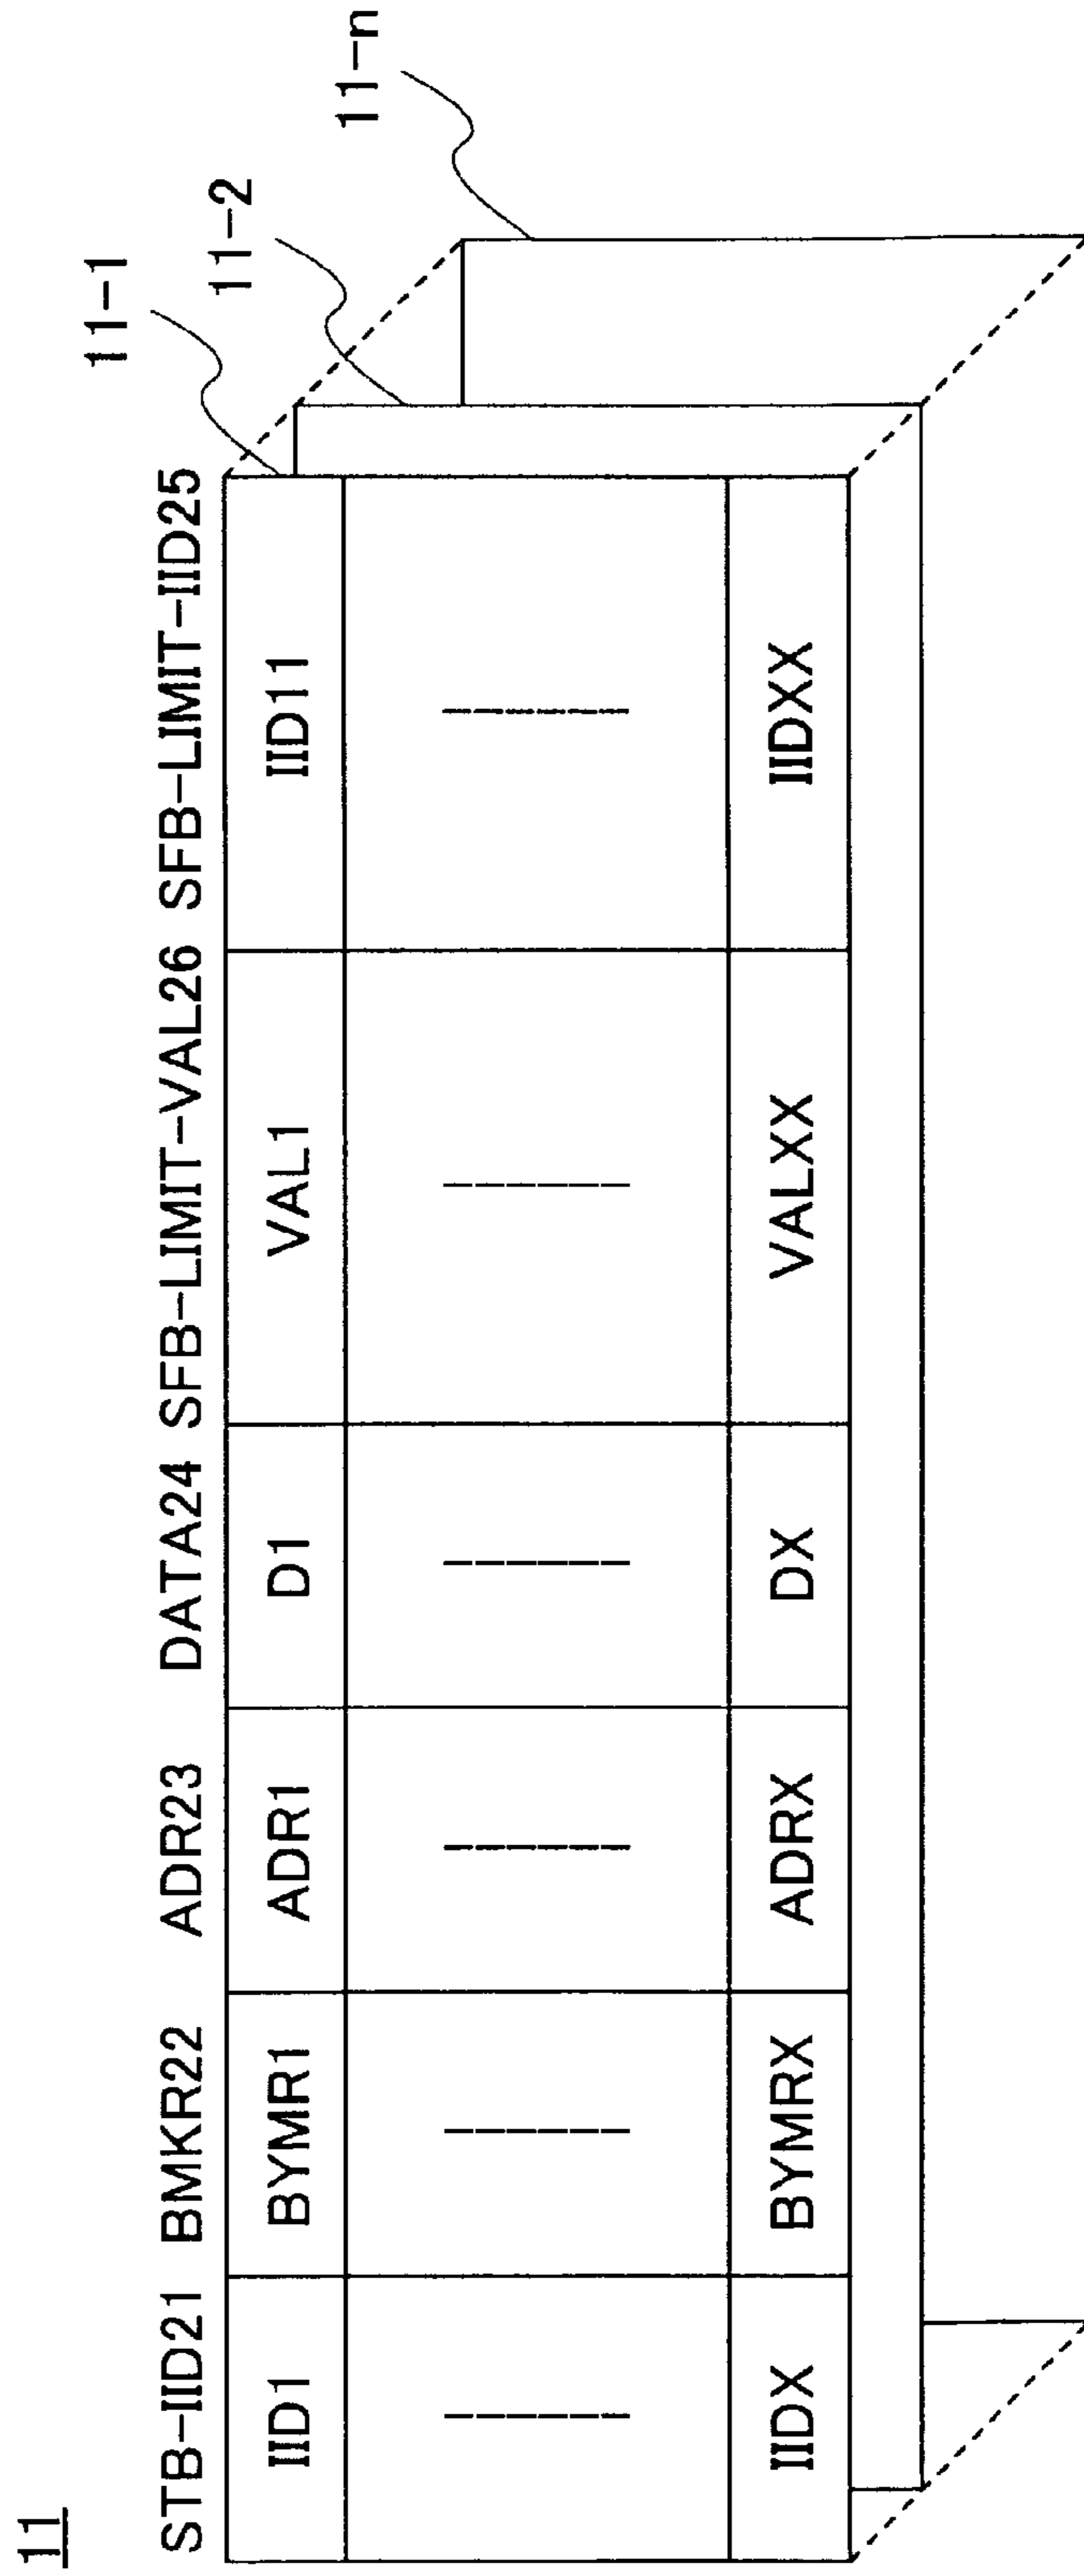 11
11-1
11-2
11-n
STB-IID21 BMKR22 ADR23 DATA24 SFB-LIMIT-VAL26 SFB-LIMIT-IID25
IID1 BYMR1 ADR1 D1 VAL1 IID11
IIDX BYMRX ADRX DX VALXX IIDXX